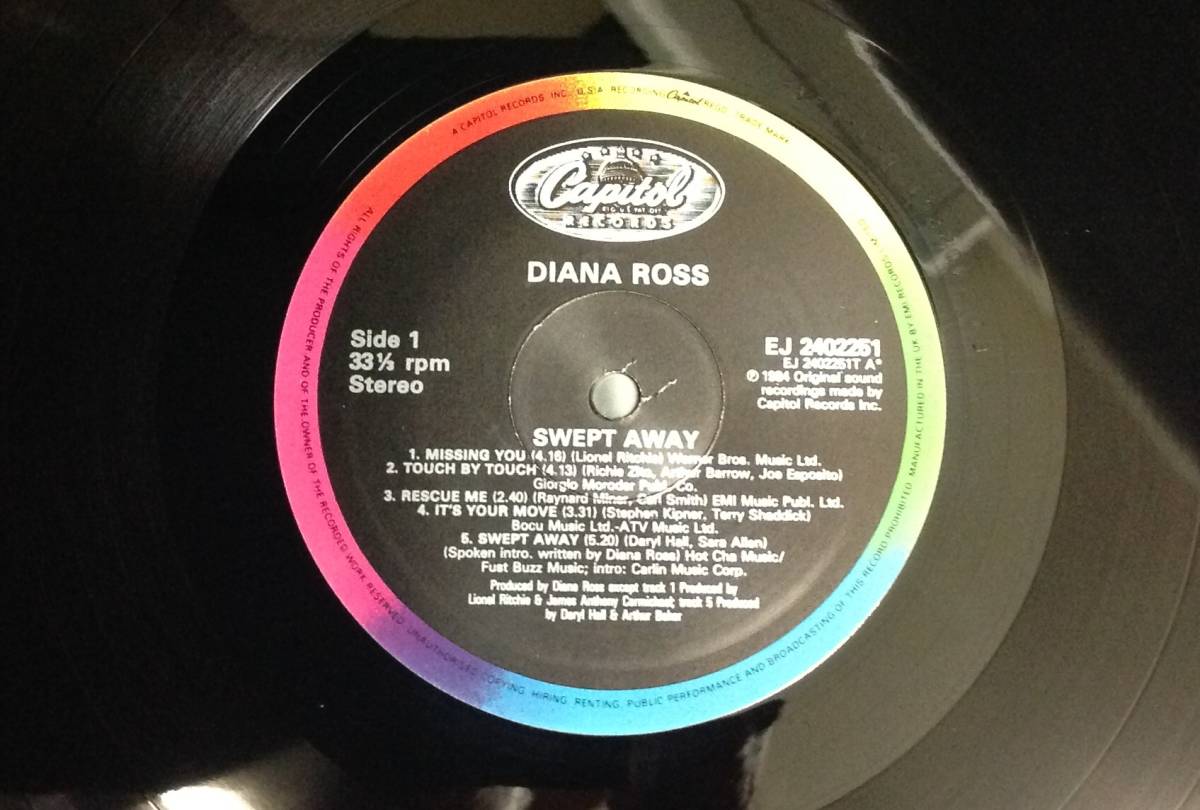 A CAPITOL RECORDS INC. U.S.A. RECORDING Capitol REGD. TRADE MARK
Capitol
RECORDS
DIANA ROSS
Side 1
33⅓ rpm
Stereo
EJ 2402251
EJ 2402251T A*
℗ 1984 Original sound
recordings made by
Capitol Records Inc.
SWEPT AWAY
1. MISSING YOU (4.16) (Lionel Ritchie) Warner Bros. Music Ltd.
2. TOUCH BY TOUCH (4.13) (Richie Zito, Arthur Barrow, Joe Esposito)
Giorgio Moroder Publ. Co.
3. RESCUE ME (2.40) (Raynard Miner, Carl Smith) EMI Music Publ. Ltd.
4. IT'S YOUR MOVE (3.31) (Stephen Kipner, Terry Shaddick)
Bocu Music Ltd.-ATV Music Ltd.
5. SWEPT AWAY (5.20) (Daryl Hall, Sara Allen)
(Spoken intro. written by Diana Ross) Hot Cha Music/
Fust Buzz Music; intro: Carlin Music Corp.
Produced by Diana Ross except track 1 Produced by
Lionel Ritchie & James Anthony Carmichael; track 5 Produced
by Daryl Hall & Arthur Baker
ALL RIGHTS OF THE PRODUCER AND OF THE OWNER OF THE RECORDED WORK RESERVED. UNAUTHORISED COPYING, HIRING, RENTING, PUBLIC PERFORMANCE AND BROADCASTING OF THIS RECORD PROHIBITED. MANUFACTURED IN THE UK BY EMI RECORDS LIMITED